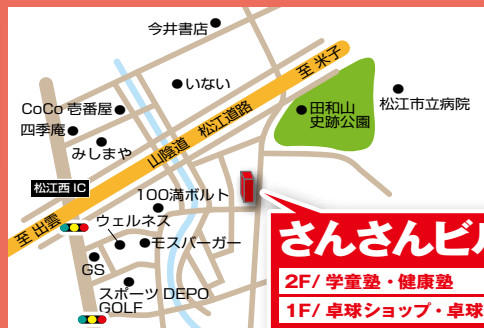 今井書店
至 米子
いない
松江市立病院
田和山
史跡公園
CoCo 壱番屋
四季庵
みしまや
山陰道 松江道路
松江西 IC
100満ボルト
至 出雲
ウェルネス
モスバーガー
GS
スポーツ DEPO
GOLF
さんさんビル
2F/ 学童塾・健康塾
1F/ 卓球ショップ・卓球